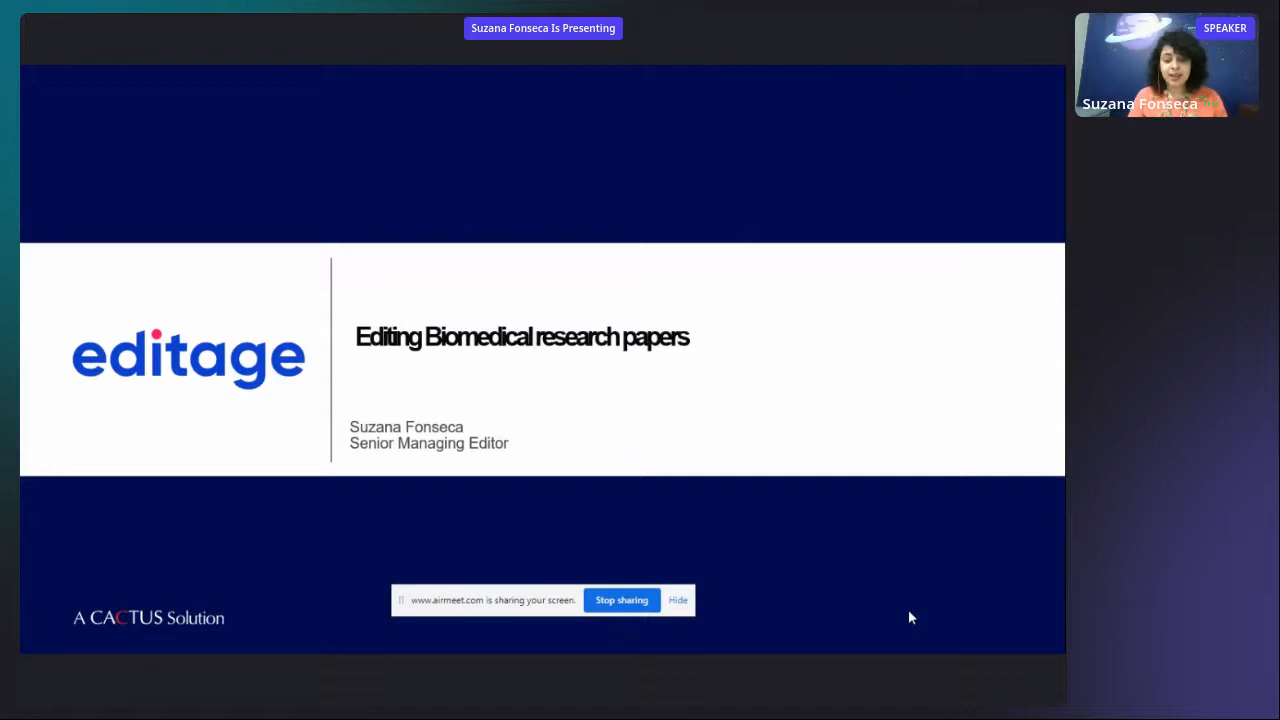 Suzana Fonseca Is Presenting
SPEAKER
Suzana Fonseca
editage
Editing Biomedical research papers
Suzana Fonseca
Senior Managing Editor
www.airmeet.com is sharing your screen.
Stop sharing
Hide
A CACTUS Solution